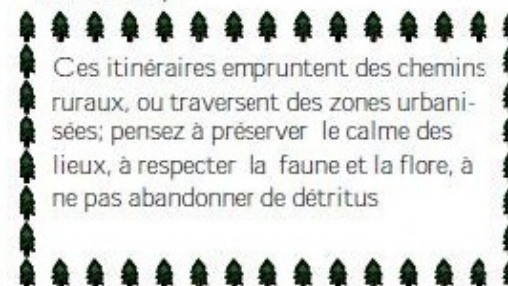 Ces itinéraires empruntent des chemins
ruraux, ou traversent des zones urbani-
sées; pensez à préserver le calme des
lieux, à respecter la faune et la flore, à
ne pas abandonner de détritus